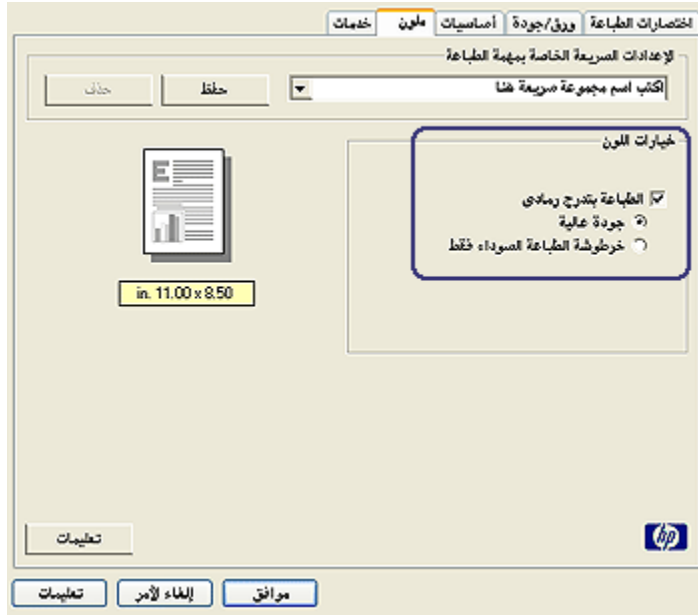 اختصارات الطباعة ورق/جودة أساسيات ملون خدمات
الإعدادات السريعة الخاصة بمهمة الطباعة
اكتب اسم مجموعة سريعة هنا حفظ حذف
خيارات اللون
الطباعة بتدرج رمادي
جودة عالية
خرطوشة الطباعة السوداء فقط
in. 11.00 x 8.50
تعليمات
hp
موافق إلغاء الأمر تعليمات